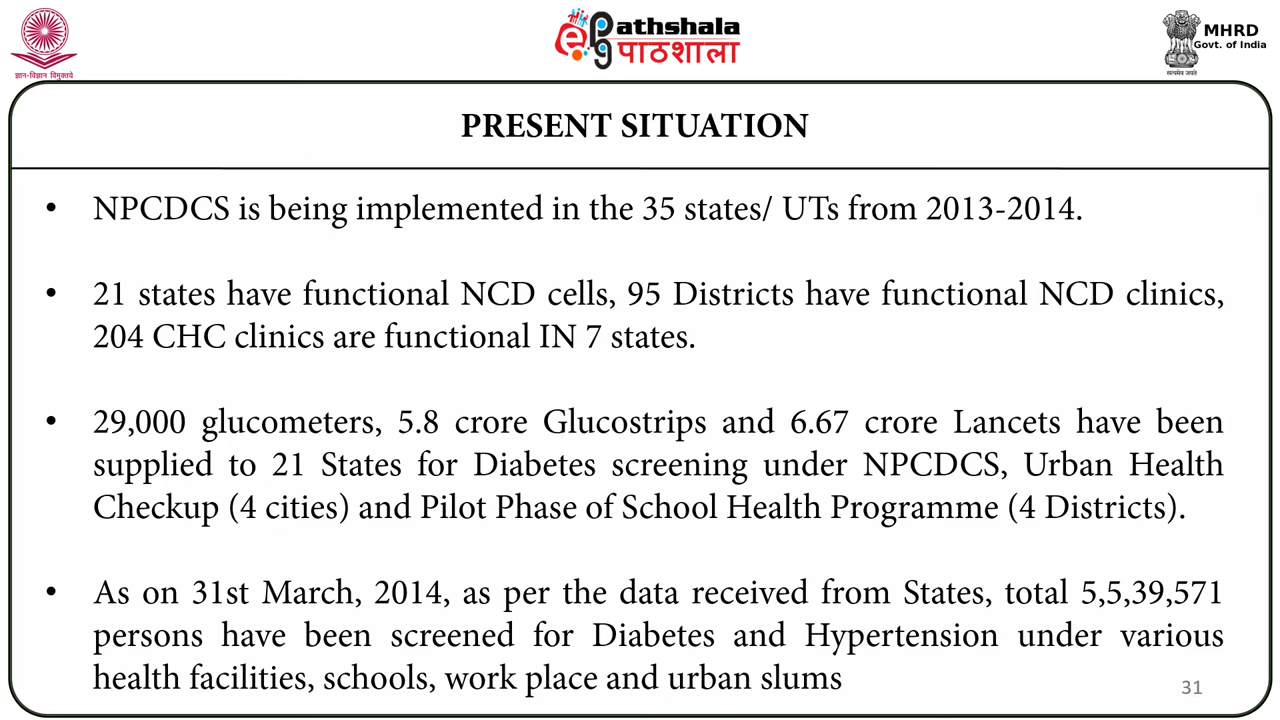 ज्ञान-विज्ञान विमुक्तये
ePathshala
पाठशाला
सत्यमेव जयते
MHRD
Govt. of India
PRESENT SITUATION
• NPCDCS is being implemented in the 35 states/ UTs from 2013-2014.
• 21 states have functional NCD cells, 95 Districts have functional NCD clinics,
204 CHC clinics are functional IN 7 states.
• 29,000 glucometers, 5.8 crore Glucostrips and 6.67 crore Lancets have been
supplied to 21 States for Diabetes screening under NPCDCS, Urban Health
Checkup (4 cities) and Pilot Phase of School Health Programme (4 Districts).
• As on 31st March, 2014, as per the data received from States, total 5,5,39,571
persons have been screened for Diabetes and Hypertension under various
health facilities, schools, work place and urban slums
31